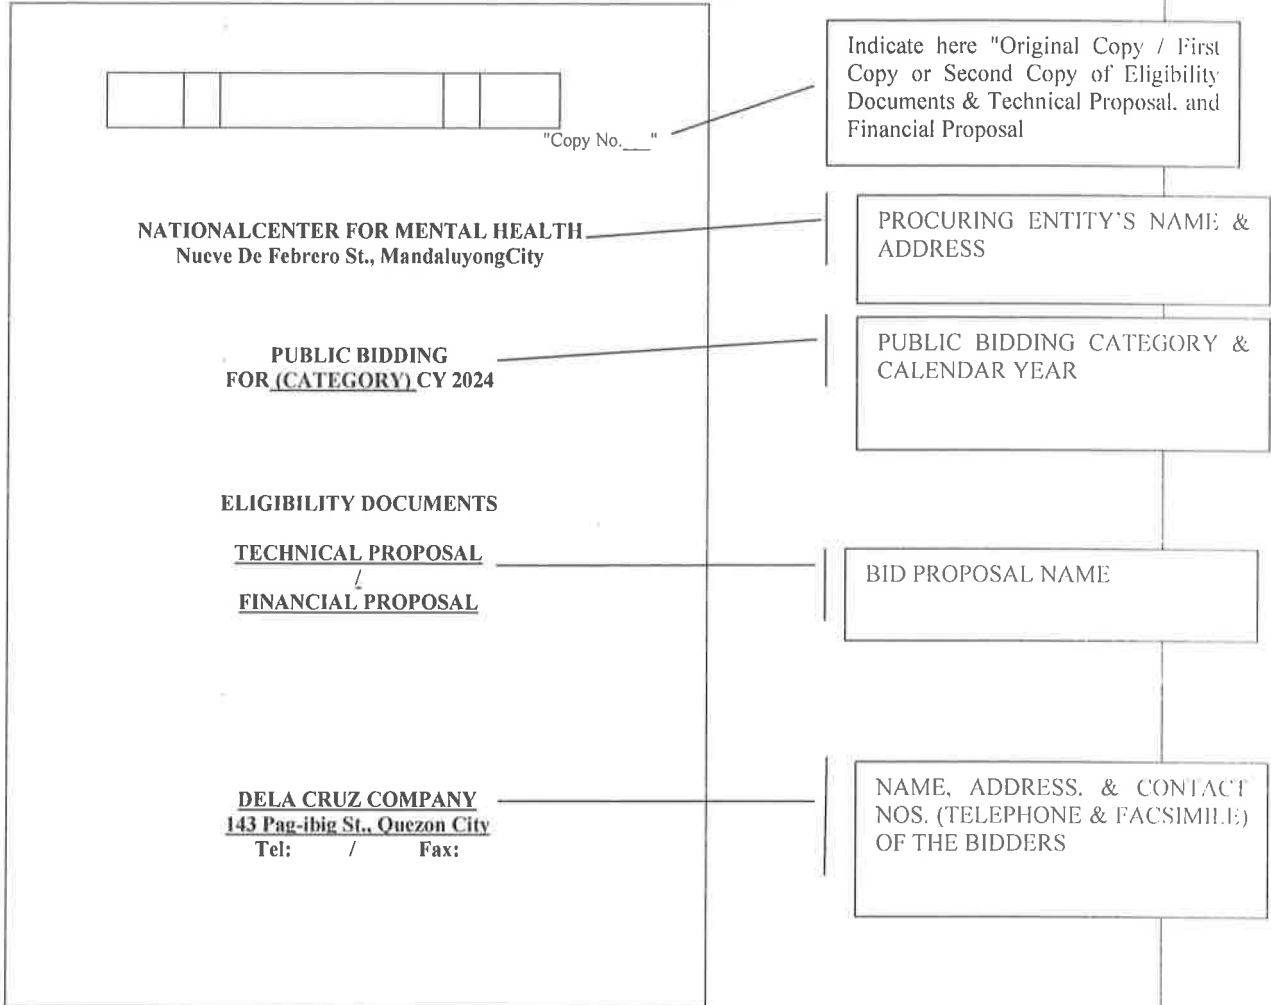 Indicate here "Original Copy / First
Copy or Second Copy of Eligibility
Documents & Technical Proposal. and
Financial Proposal
"Copy No.___"
NATIONALCENTER FOR MENTAL HEALTH
Nueve De Febrero St., MandaluyongCity
PROCURING ENTITY'S NAME &
ADDRESS
PUBLIC BIDDING
FOR (CATEGORY) CY 2024
PUBLIC BIDDING CATEGORY &
CALENDAR YEAR
ELIGIBILITY DOCUMENTS
TECHNICAL PROPOSAL
/
FINANCIAL PROPOSAL
BID PROPOSAL NAME
DELA CRUZ COMPANY
143 Pag-ibig St., Quezon City
Tel: / Fax:
NAME, ADDRESS. & CONTACT
NOS. (TELEPHONE & FACSIMILE)
OF THE BIDDERS